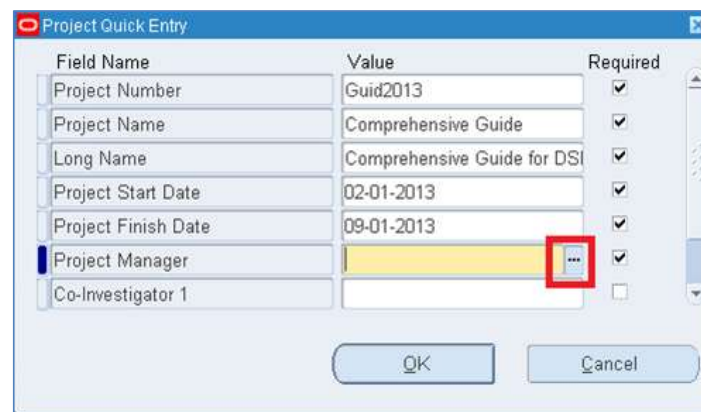 Project Quick Entry
Field Name Value Required
Project Number Guid2013
Project Name Comprehensive Guide
Long Name Comprehensive Guide for DSI
Project Start Date 02-01-2013
Project Finish Date 09-01-2013
Project Manager ...
Co-Investigator 1
OK Cancel